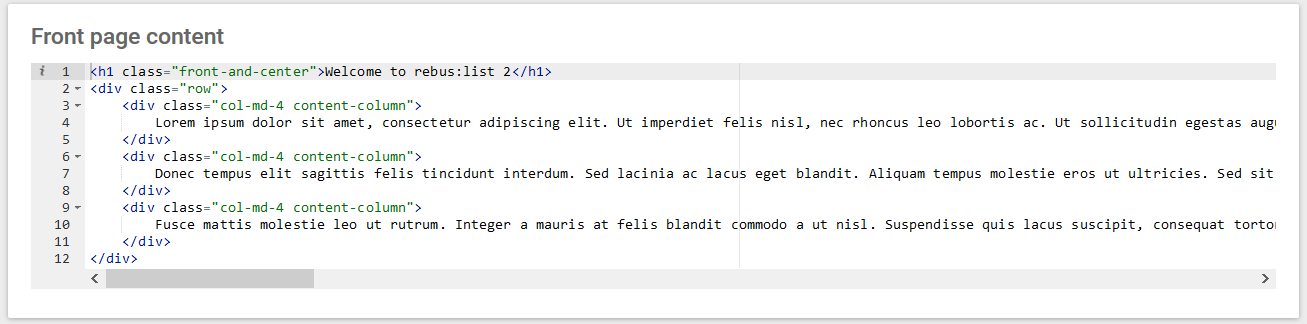 Front page content
i 1 <h1 class="front-and-center">Welcome to rebus:list 2</h1>
2 <div class="row">
3 <div class="col-md-4 content-column">
4 Lorem ipsum dolor sit amet, consectetur adipiscing elit. Ut imperdiet felis nisl, nec rhoncus leo lobortis ac. Ut sollicitudin egestas
5 </div>
6 <div class="col-md-4 content-column">
7 Donec tempus elit sagittis felis tincidunt interdum. Sed lacinia ac lacus eget blandit. Aliquam tempus molestie eros ut ultricies. Sed sit
8 </div>
9 <div class="col-md-4 content-column">
10 Fusce mattis molestie leo ut rutrum. Integer a mauris at felis blandit commodo a ut nisl. Suspendisse quis lacus suscipit, consequat
11 </div>
12 </div>